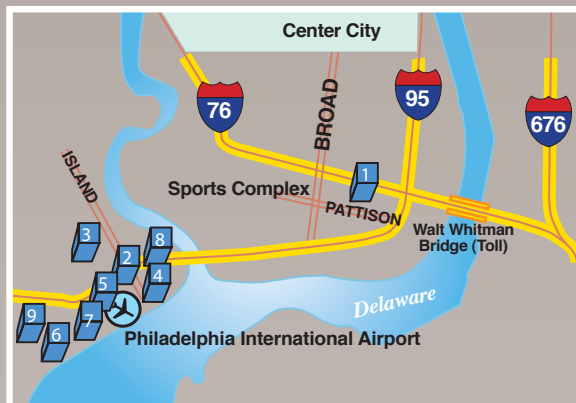 Center City
76
BROAD
95
676
ISLAND
1
Sports Complex
PATTISON
Walt Whitman
Bridge (Toll)
3
8
2
4
5
Delaware
9
7
6
Philadelphia International Airport